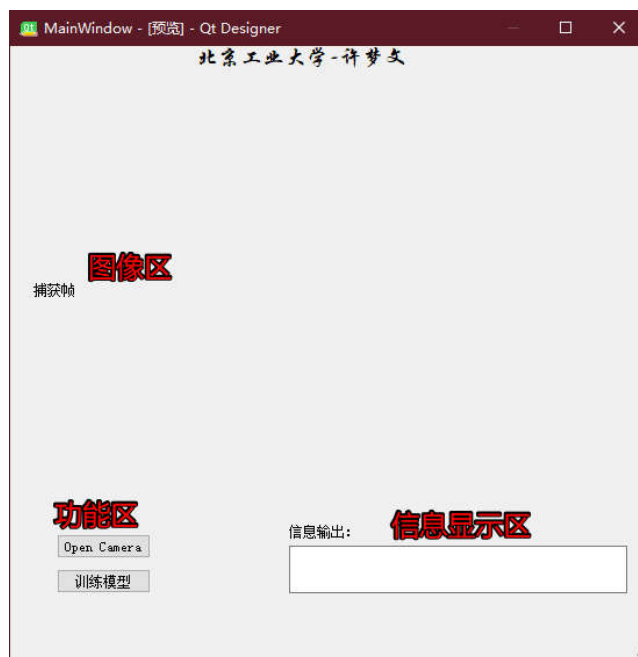 MainWindow - [预览] - Qt Designer
北京工业大学-许梦文
图像区
捕获帧
功能区
信息显示区
信息输出:
Open Camera
训练模型